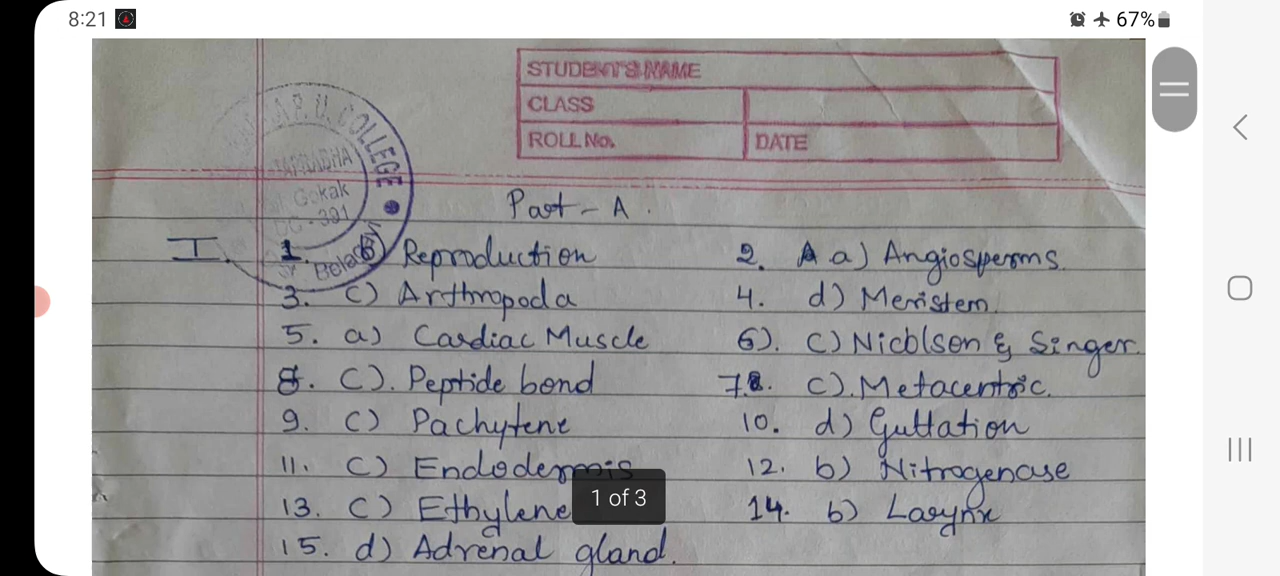 8:21
67%
STUDENT'S NAME
CLASS
ROLL No. DATE
P.U. COLLEGE
Gokak
Part - A.
I. 1. b) Reproduction 2. A a) Angiosperms.
3. c) Arthropoda 4. d) Meristem.
5. a) Cardiac Muscle 6). c) Nicolson & Singer.
8. c). Peptide bond 7. c). Metacentric.
9. c) Pachytene 10. d) Guttation
11. c) Endodermis 12. b) Nitrogenase
13. c) Ethylene 14. b) Larynx
15. d) Adrenal gland.
1 of 3